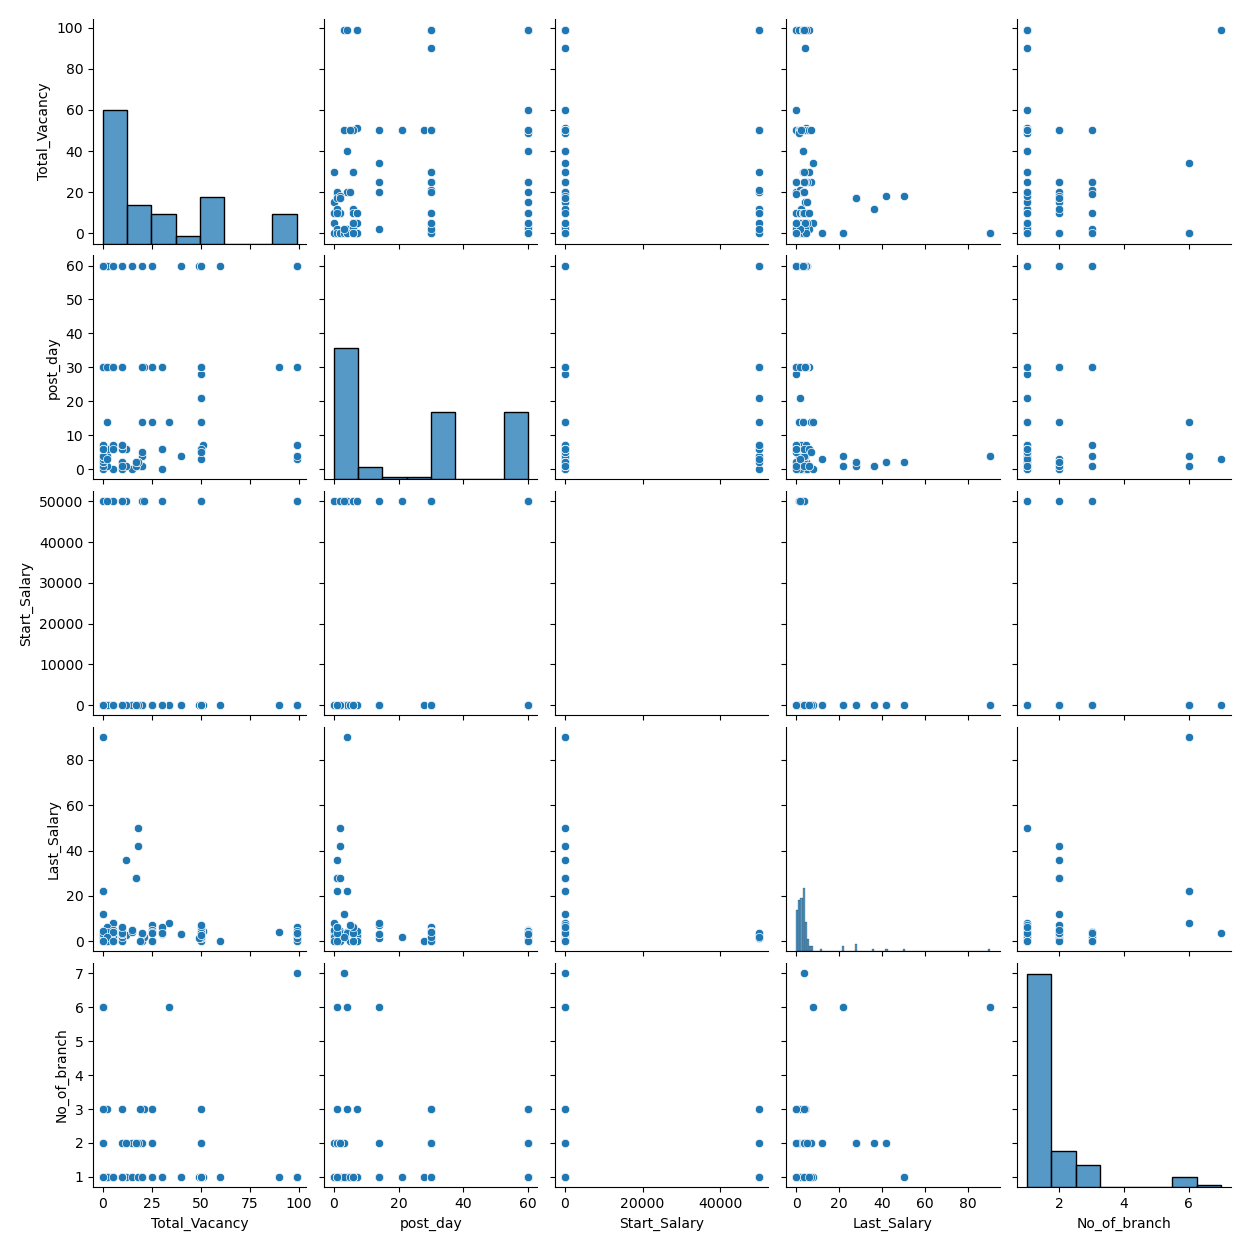 100
80
60
40
20
0
Total_Vacancy
60
50
40
30
20
10
0
post_day
50000
40000
30000
20000
10000
0
Start_Salary
80
60
40
20
0
Last_Salary
7
6
5
4
3
2
1
No_of_branch
0 25 50 75 100
0 20 40 60
0 20000 40000
0 20 40 60 80
2 4 6
Total_Vacancy
post_day
Start_Salary
Last_Salary
No_of_branch